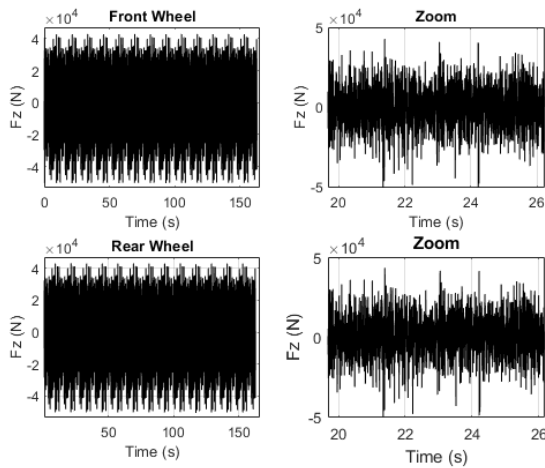 Front Wheel
×10⁴
Fz (N)
4
2
0
-2
-4
0 50 100 150
Time (s)
Zoom
×10⁴
Fz (N)
5
0
-5
20 22 24 26
Time (s)
Rear Wheel
×10⁴
Fz (N)
4
2
0
-2
-4
50 100 150
Time (s)
Zoom
×10⁴
Fz (N)
5
0
-5
20 22 24 26
Time (s)